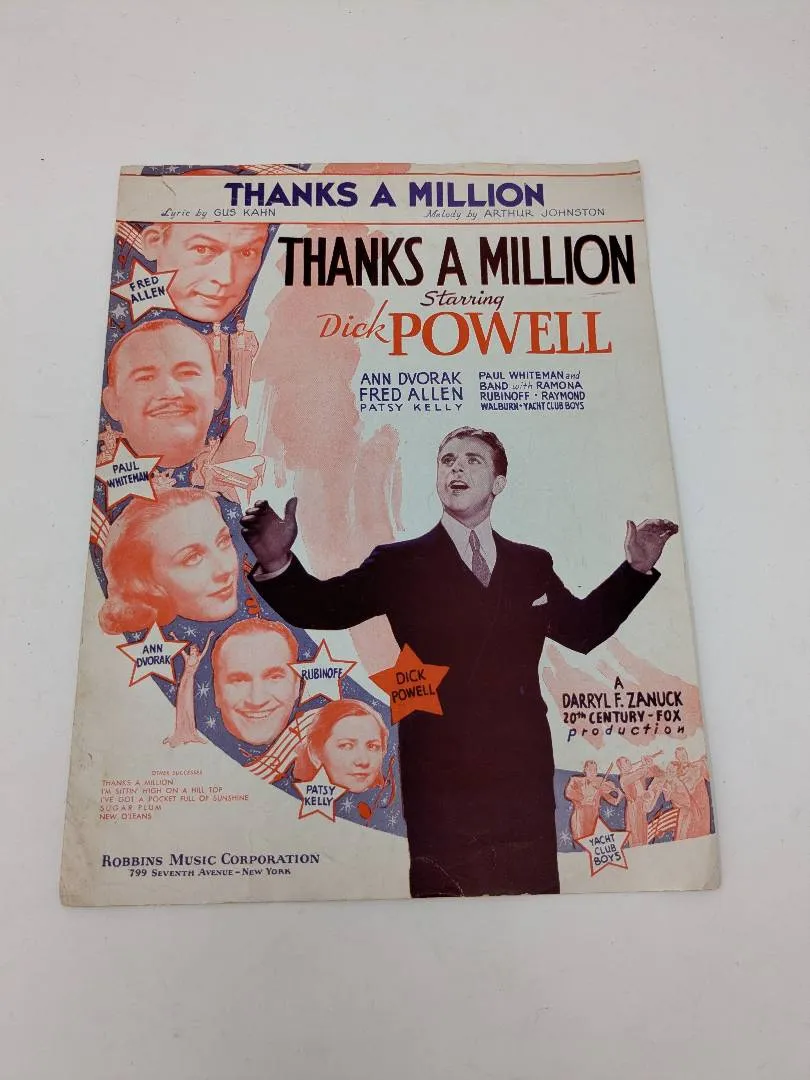 THANKS A MILLION
Lyric by GUS KAHN
Melody by ARTHUR JOHNSTON
THANKS A MILLION
Starring
Dick POWELL
ANN DVORAK
FRED ALLEN
PATSY KELLY
PAUL WHITEMAN and
BAND with RAMONA
RUBINOFF · RAYMOND
WALBURN · YACHT CLUB BOYS
FRED
ALLEN
PAUL
WHITEMAN
ANN
DVORAK
RUBINOFF
DICK
POWELL
PATSY
KELLY
A
DARRYL F. ZANUCK
20TH CENTURY-FOX
production
YACHT
CLUB
BOYS
OTHER SUCCESSES
THANKS A MILLION
I'M SITTIN' HIGH ON A HILL TOP
I'VE GOT A POCKET FULL OF SUNSHINE
SUGAR PLUM
NEW O'LEANS
ROBBINS MUSIC CORPORATION
799 SEVENTH AVENUE - NEW YORK